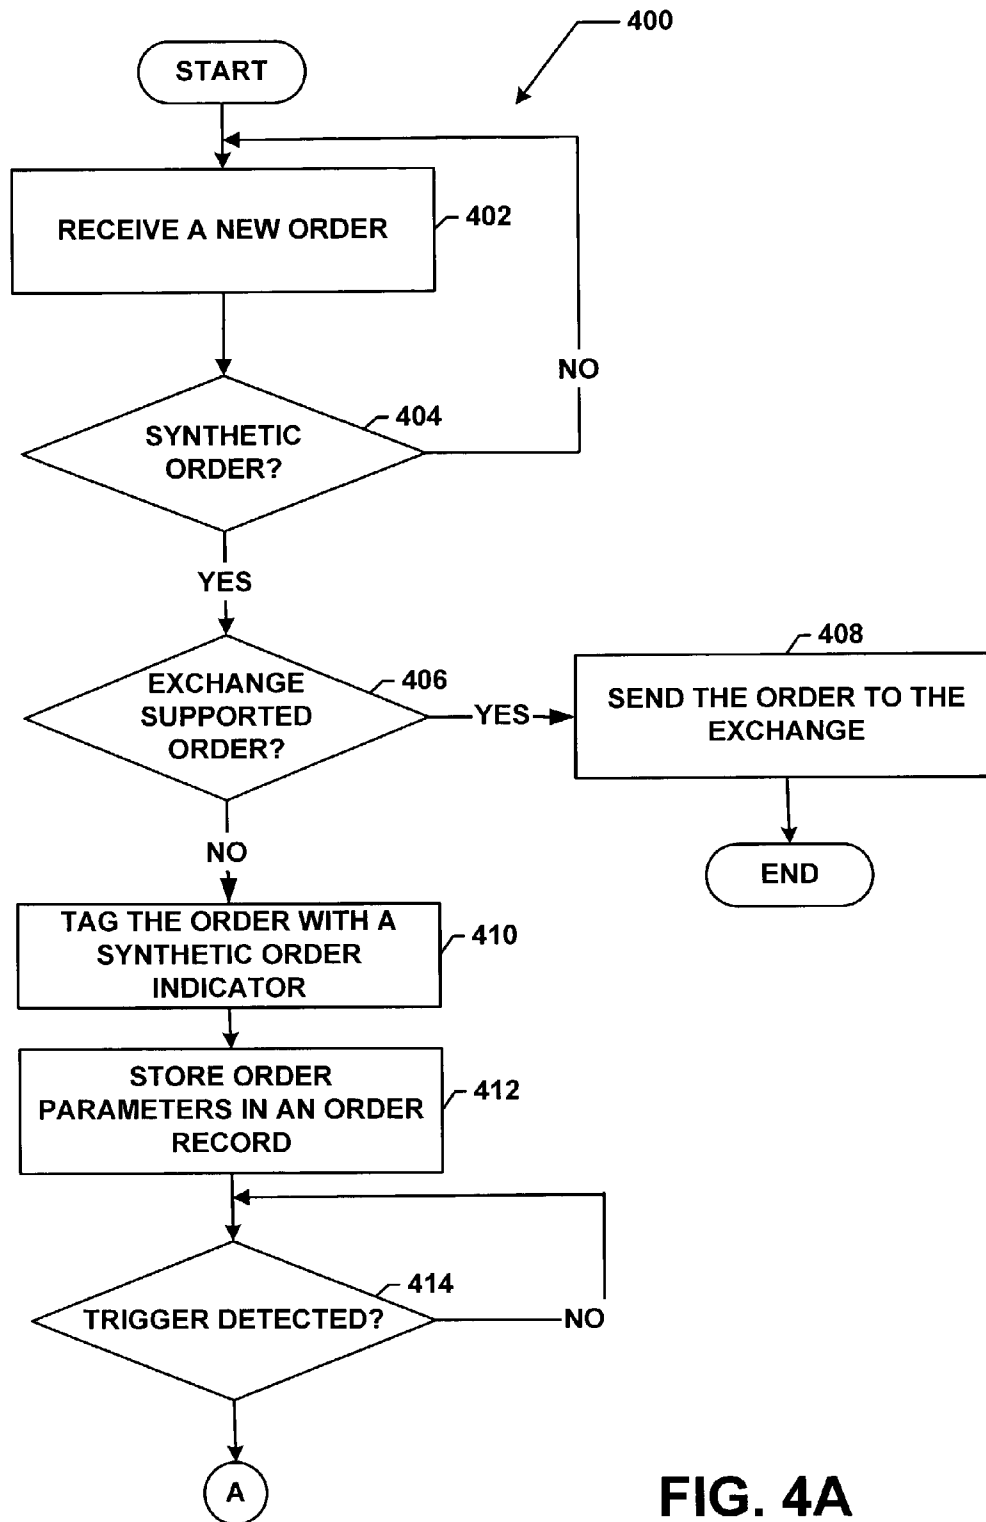 400
START
RECEIVE A NEW ORDER
402
NO
404
SYNTHETIC
ORDER?
YES
406
EXCHANGE
SUPPORTED
ORDER?
YES
408
SEND THE ORDER TO THE
EXCHANGE
END
NO
410
TAG THE ORDER WITH A
SYNTHETIC ORDER
INDICATOR
412
STORE ORDER
PARAMETERS IN AN ORDER
RECORD
414
TRIGGER DETECTED?
NO
A
FIG. 4A